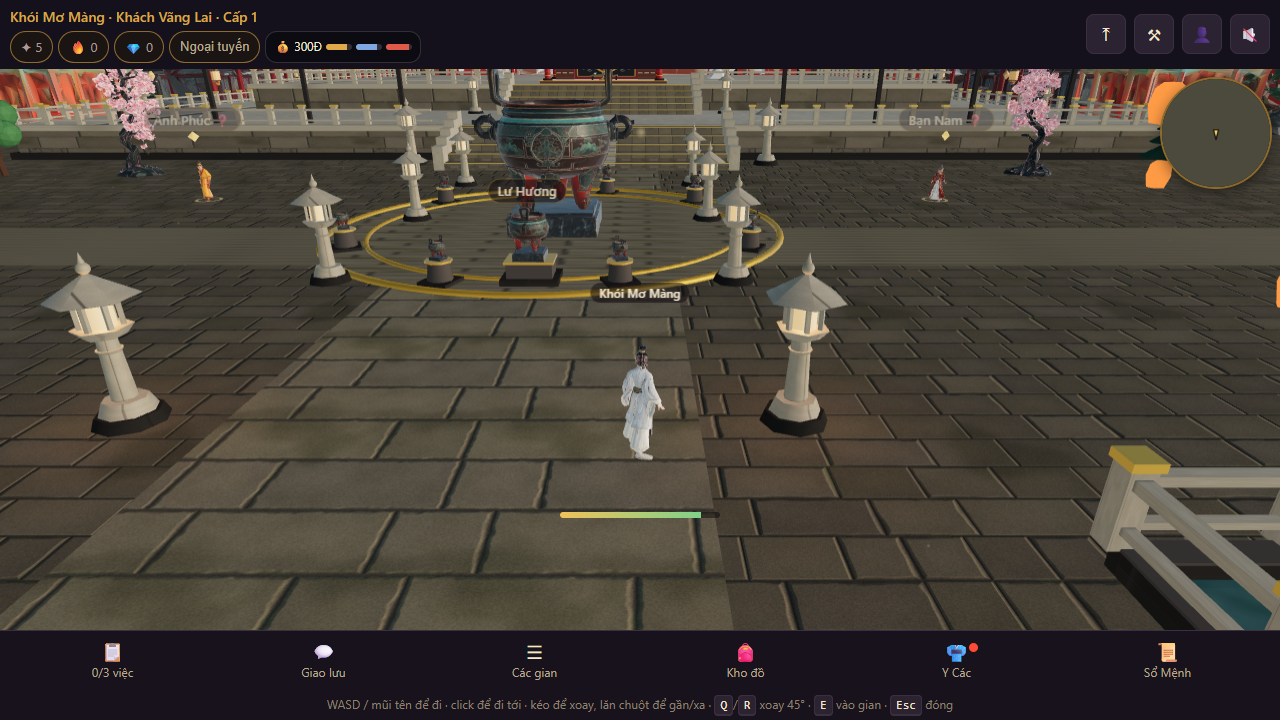 Khói Mơ Màng · Khách Vãng Lai · Cấp 1
5
0
0
Ngoại tuyến
300Đ
Anh Phúc
Bạn Nam
Lư Hương
Khói Mơ Màng
0/3 việc
Giao lưu
Các gian
Kho đồ
Y Các
Sổ Mệnh
WASD / mũi tên để đi · click để đi tới · kéo để xoay, lăn chuột để gần/xa · Q / R xoay 45° · E vào gian · Esc đóng